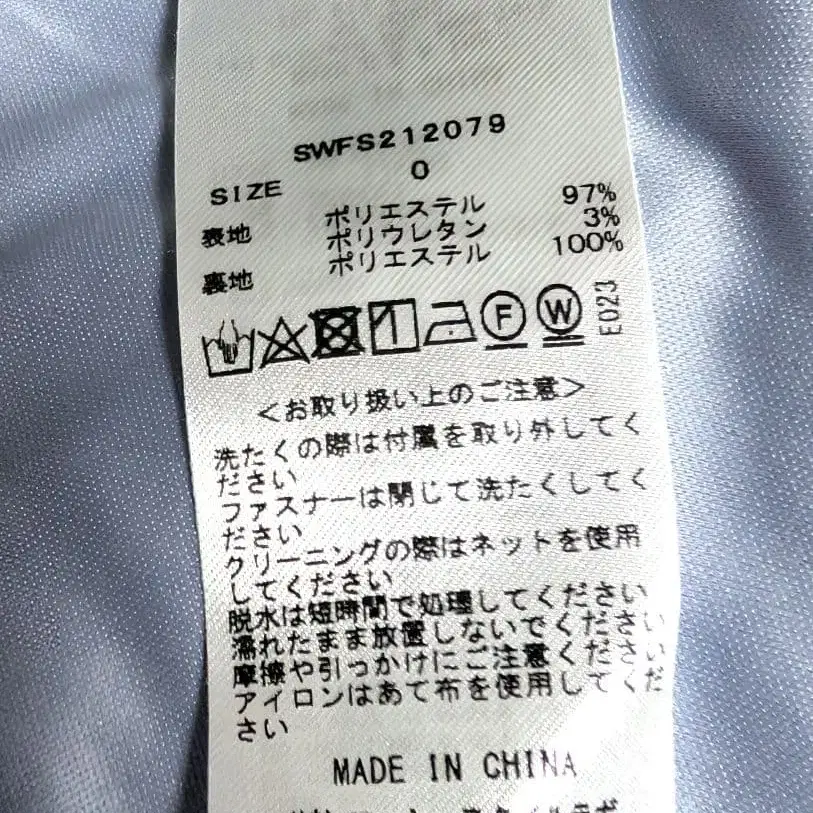 SWFS212079
SIZE 0
表地 ポリエステル 97%
ポリウレタン 3%
裏地 ポリエステル 100%
F W E023
<お取り扱い上のご注意>
洗たくの際は付属を取り外してく
ださい
ファスナーは閉じて洗たくしてく
ださい
クリーニングの際はネットを使用
してください
脱水は短時間で処理してください
濡れたまま放置しないでください
摩擦や引っかけにご注意ください
アイロンはあて布を使用してくだ
さい
MADE IN CHINA